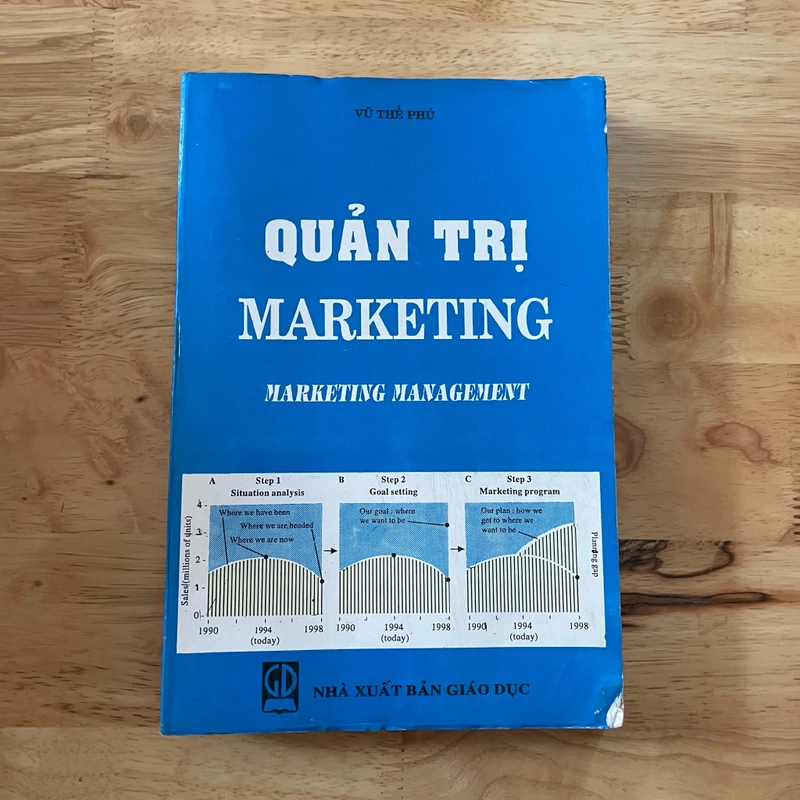 VŨ THẾ PHÚ
QUẢN TRỊ
MARKETING
MARKETING MANAGEMENT
A Step 1
Situation analysis
Where we have been
Where we are headed
Where we are now
Sales (millions of units)
4
3
2
1
0
1990 1994 1998
(today)
B Step 2
Goal setting
Our goal : where
we want to be
1990 1994 1998
(today)
C Step 3
Marketing program
Our plan : how we
get to where we
want to be
Planning gap
1990 1994 1998
(today)
GD
NHÀ XUẤT BẢN GIÁO DỤC